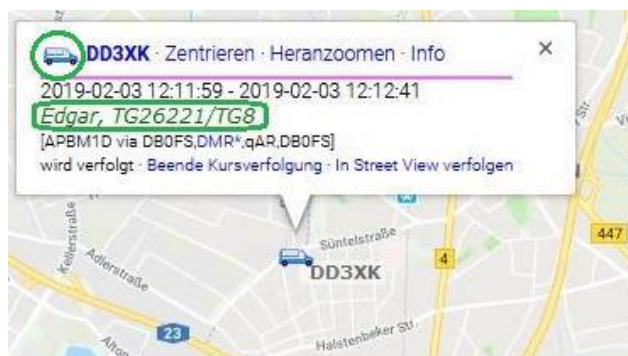 DD3XK · Zentrieren · Heranzoomen · Info ×
2019-02-03 12:11:59 - 2019-02-03 12:12:41
Edgar, TG26221/TG8
[APBM1D via DB0FS,DMR*,qAR,DB0FS]
wird verfolgt · Beende Kursverfolgung · In Street View verfolgen
Kellerstraße
Adlerstraße
Süntelstraße
447
4
DD3XK
23
Halstenbeker Str.